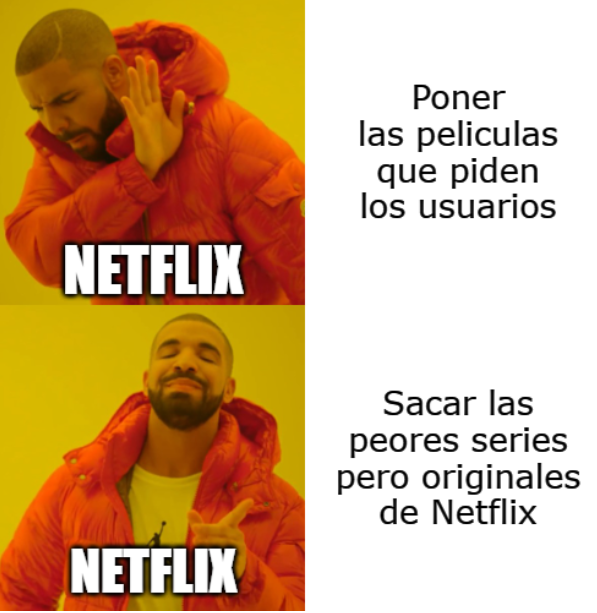 Poner
las peliculas
que piden
los usuarios
NETFLIX
Sacar las
peores series
pero originales
de Netflix
NETFLIX